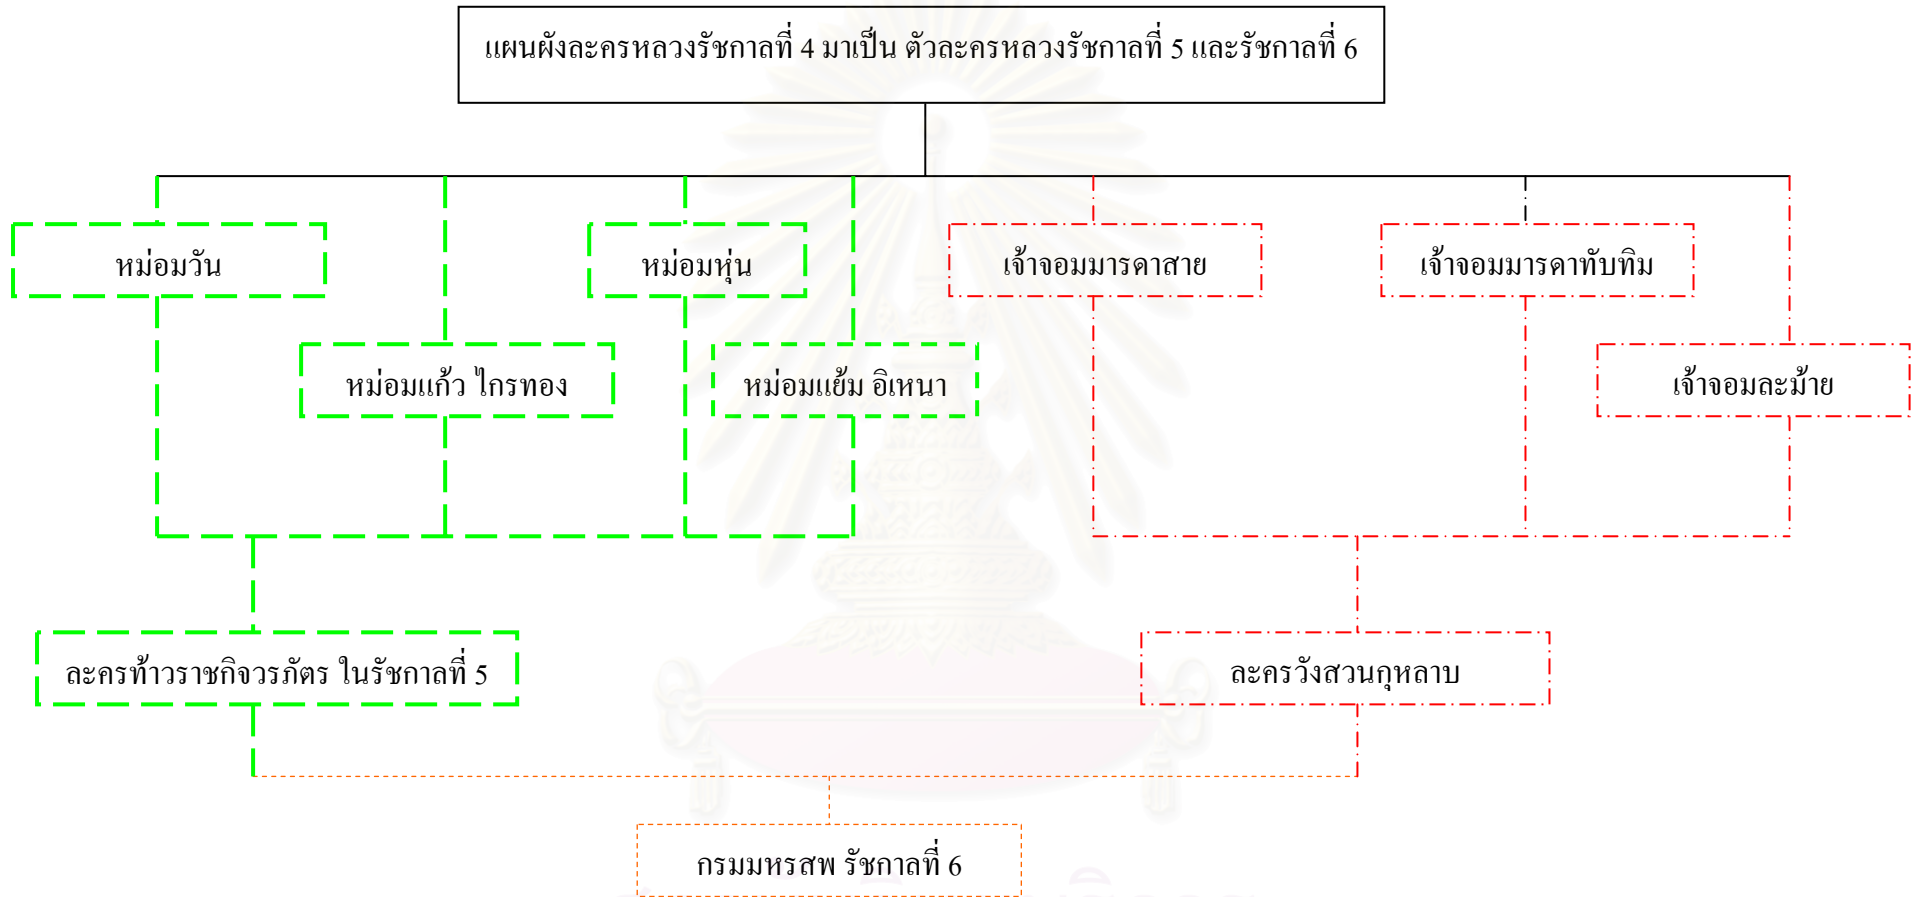 แผนผังละครหลวงรัชกาลที่ 4 มาเป็น ตัวละครหลวงรัชกาลที่ 5 และรัชกาลที่ 6
หม่อมวัน
หม่อมหุ่น
เจ้าจอมมารดาสาย
เจ้าจอมมารดาทับทิม
หม่อมแก้ว ไกรทอง
หม่อมแย้ม อิเหนา
เจ้าจอมละม้าย
ละครท้าวราชกิจวรภัตร ในรัชกาลที่ 5
ละครวังสวนกุหลาบ
กรมมหรสพ รัชกาลที่ 6